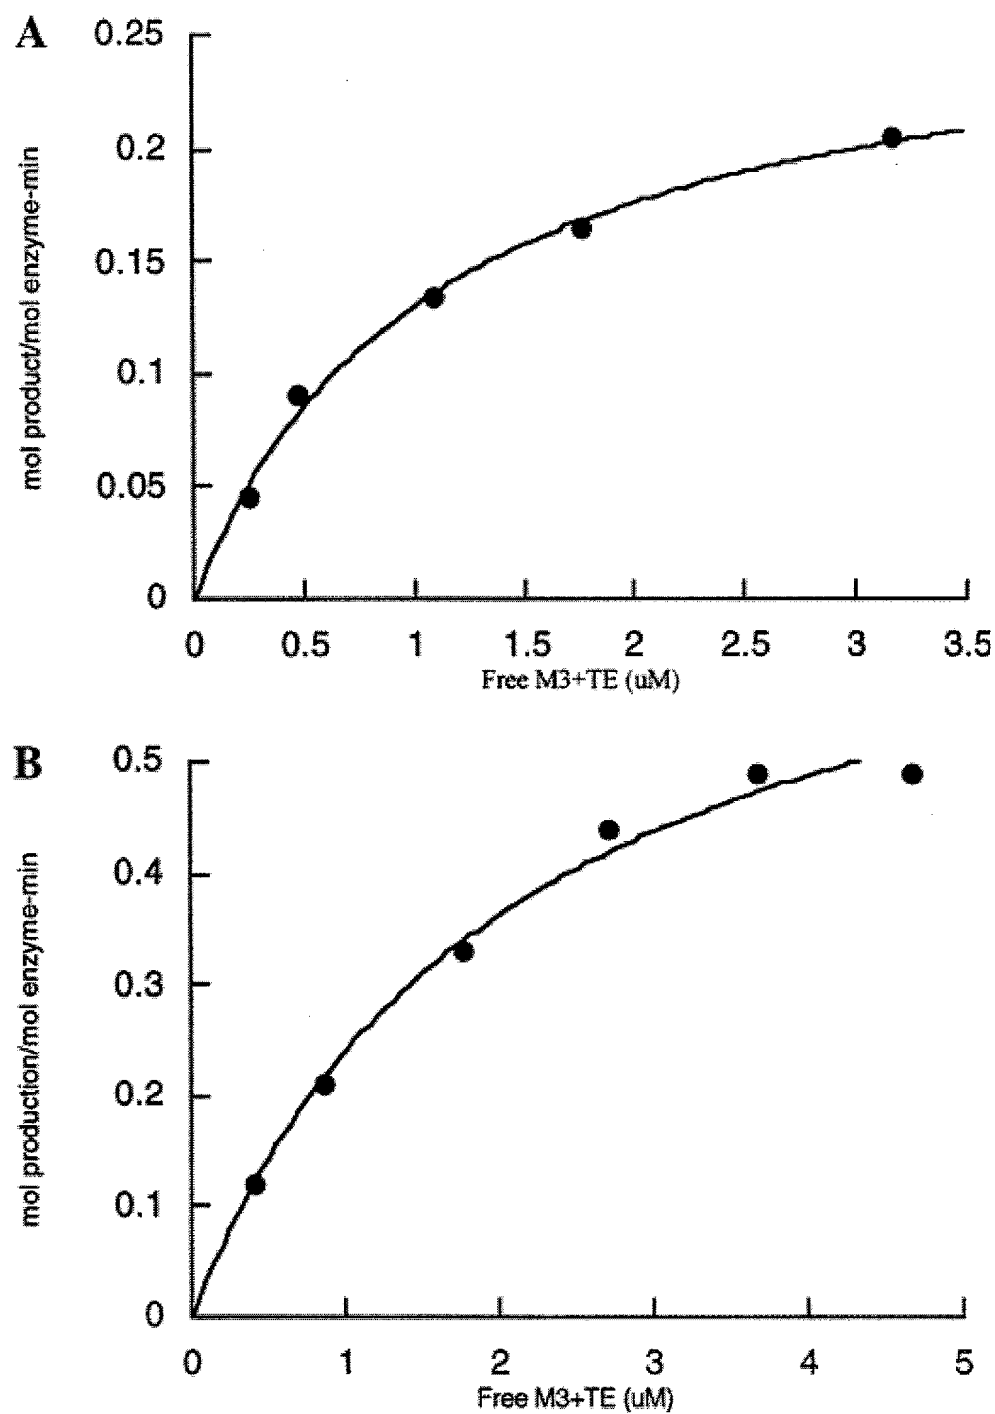 A
0.25
0.2
0.15
0.1
0.05
0
mol product/mol enzyme-min
0 0.5 1 1.5 2 2.5 3 3.5
Free M3+TE (uM)
B
0.5
0.4
0.3
0.2
0.1
0
mol production/mol enzyme-min
0 1 2 3 4 5
Free M3+TE (uM)